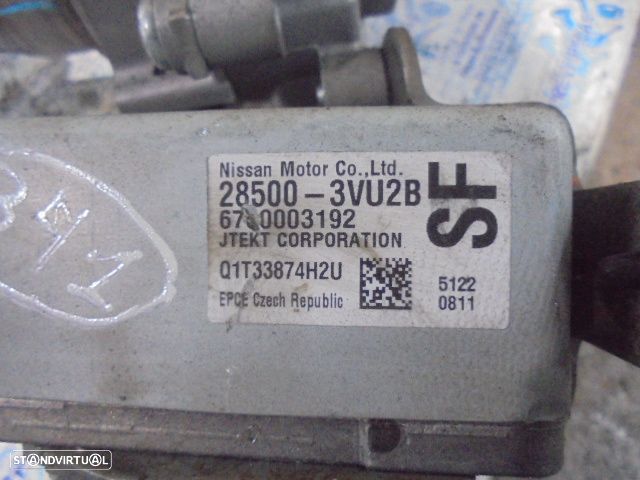 Nissan Motor Co.,Ltd.
28500-3VU2B
SF
JTEKT CORPORATION
Q1T33874H2U
EPCE Czech Republic
5122
0811
STANDVIRTUAL